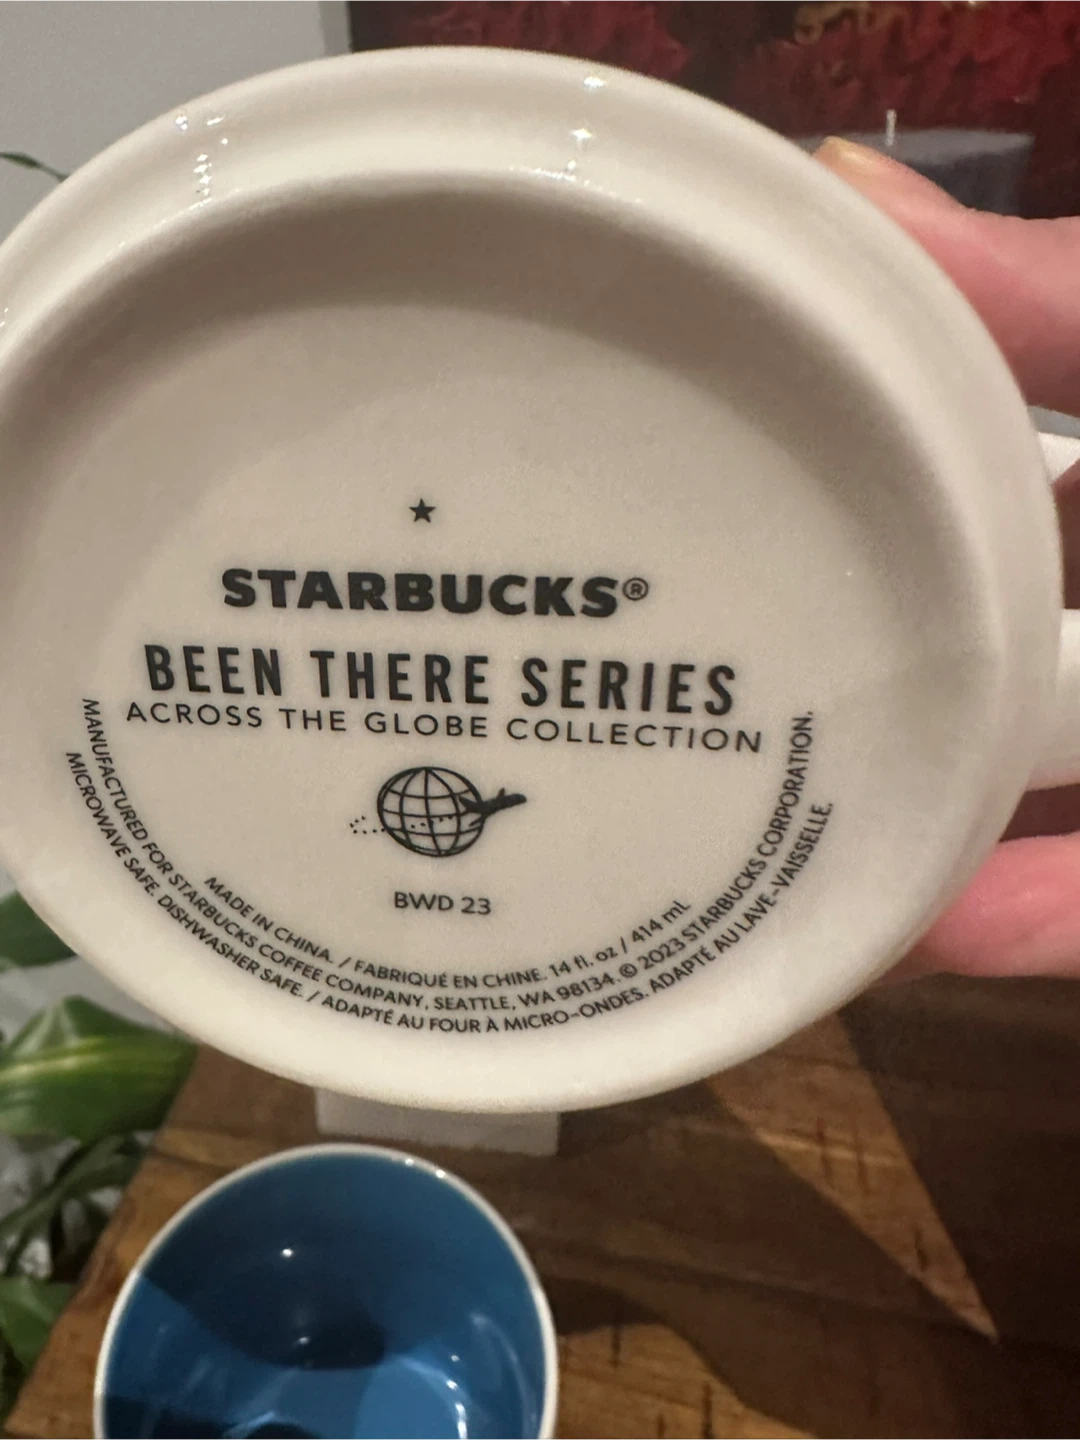 STARBUCKS®
BEEN THERE SERIES
ACROSS THE GLOBE COLLECTION
BWD 23
MADE IN CHINA. / FABRIQUÉ EN CHINE. 14 fl. oz / 414 mL
MANUFACTURED FOR STARBUCKS COFFEE COMPANY, SEATTLE, WA 98134. © 2023 STARBUCKS CORPORATION.
MICROWAVE SAFE. DISHWASHER SAFE. / ADAPTÉ AU FOUR À MICRO-ONDES. ADAPTÉ AU LAVE-VAISSELLE.